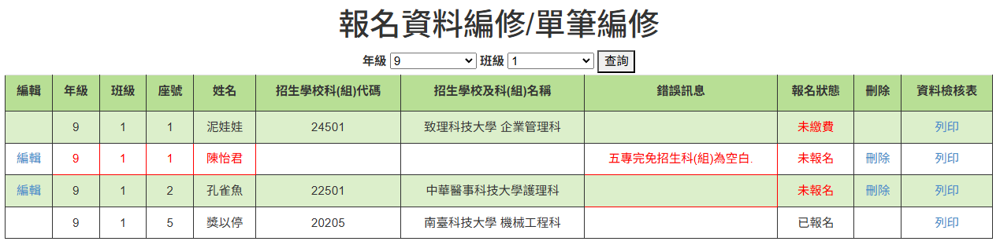 報名資料編修/單筆編修
年級 9 班級 1 查詢
編輯 年級 班級 座號 姓名 招生學校科(組)代碼 招生學校及科(組)名稱 錯誤訊息 報名狀態 刪除 資料檢核表
9 1 1 泥娃娃 24501 致理科技大學 企業管理科 未繳費 列印
編輯 9 1 1 陳怡君 五專完免招生科(組)為空白. 未報名 刪除 列印
編輯 9 1 2 孔雀魚 22501 中華醫事科技大學護理科 未報名 刪除 列印
9 1 5 獎以停 20205 南臺科技大學 機械工程科 已報名 列印